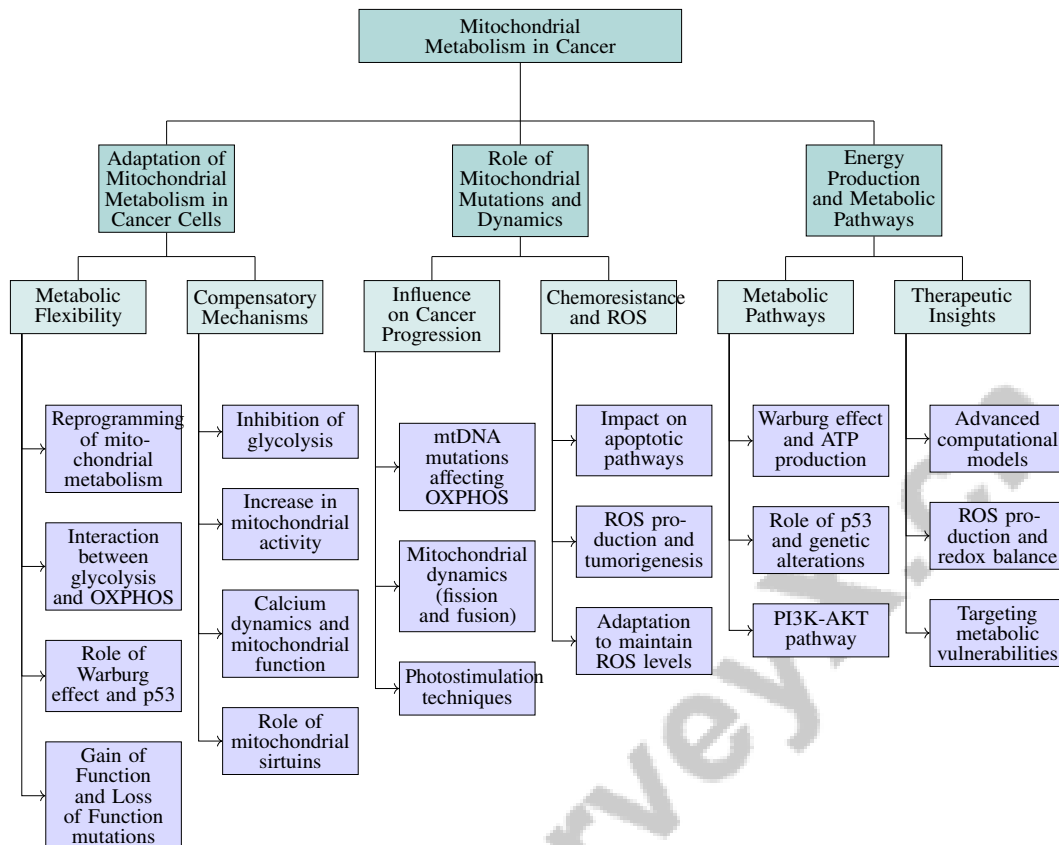 Mitochondrial
Metabolism in Cancer
Adaptation of
Mitochondrial
Metabolism in
Cancer Cells
Role of
Mitochondrial
Mutations and
Dynamics
Energy
Production
and Metabolic
Pathways
Metabolic
Flexibility
Compensatory
Mechanisms
Influence
on Cancer
Progression
Chemoresistance
and ROS
Metabolic
Pathways
Therapeutic
Insights
Reprogramming
of mito-
chondrial
metabolism
Interaction
between
glycolysis
and OXPHOS
Role of
Warburg
effect and p53
Gain of
Function
and Loss
of Function
mutations
Inhibition of
glycolysis
Increase in
mitochondrial
activity
Calcium
dynamics and
mitochondrial
function
Role of
mitochondrial
sirtuins
mtDNA
mutations
affecting
OXPHOS
Mitochondrial
dynamics
(fission
and fusion)
Photostimulation
techniques
Impact on
apoptotic
pathways
ROS pro-
duction and
tumorigenesis
Adaptation
to maintain
ROS levels
Warburg effect
and ATP
production
Role of p53
and genetic
alterations
PI3K-AKT
pathway
Advanced
computational
models
ROS pro-
duction and
redox balance
Targeting
metabolic
vulnerabilities